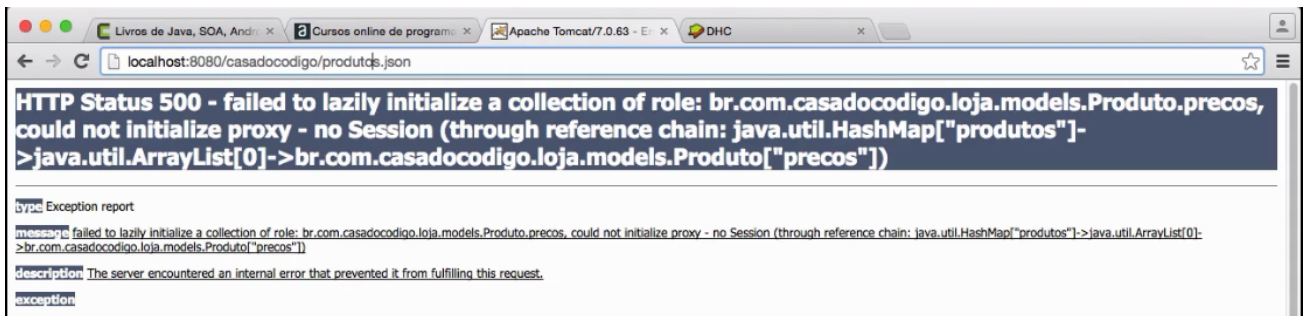 Livros de Java, SOA, Andr
Cursos online de programa
Apache Tomcat/7.0.63 - E
DHC
localhost:8080/casadocodigo/produtos.json
HTTP Status 500 - failed to lazily initialize a collection of role: br.com.casadocodigo.loja.models.Produto.precos,
could not initialize proxy - no Session (through reference chain: java.util.HashMap["produtos"]-
>java.util.ArrayList[0]->br.com.casadocodigo.loja.models.Produto["precos"])
type Exception report
message failed to lazily initialize a collection of role: br.com.casadocodigo.loja.models.Produto.precos, could not initialize proxy - no Session (through reference chain: java.util.HashMap["produtos"]->java.util.ArrayList[0]-
>br.com.casadocodigo.loja.models.Produto["precos"])
description The server encountered an internal error that prevented it from fulfilling this request.
exception